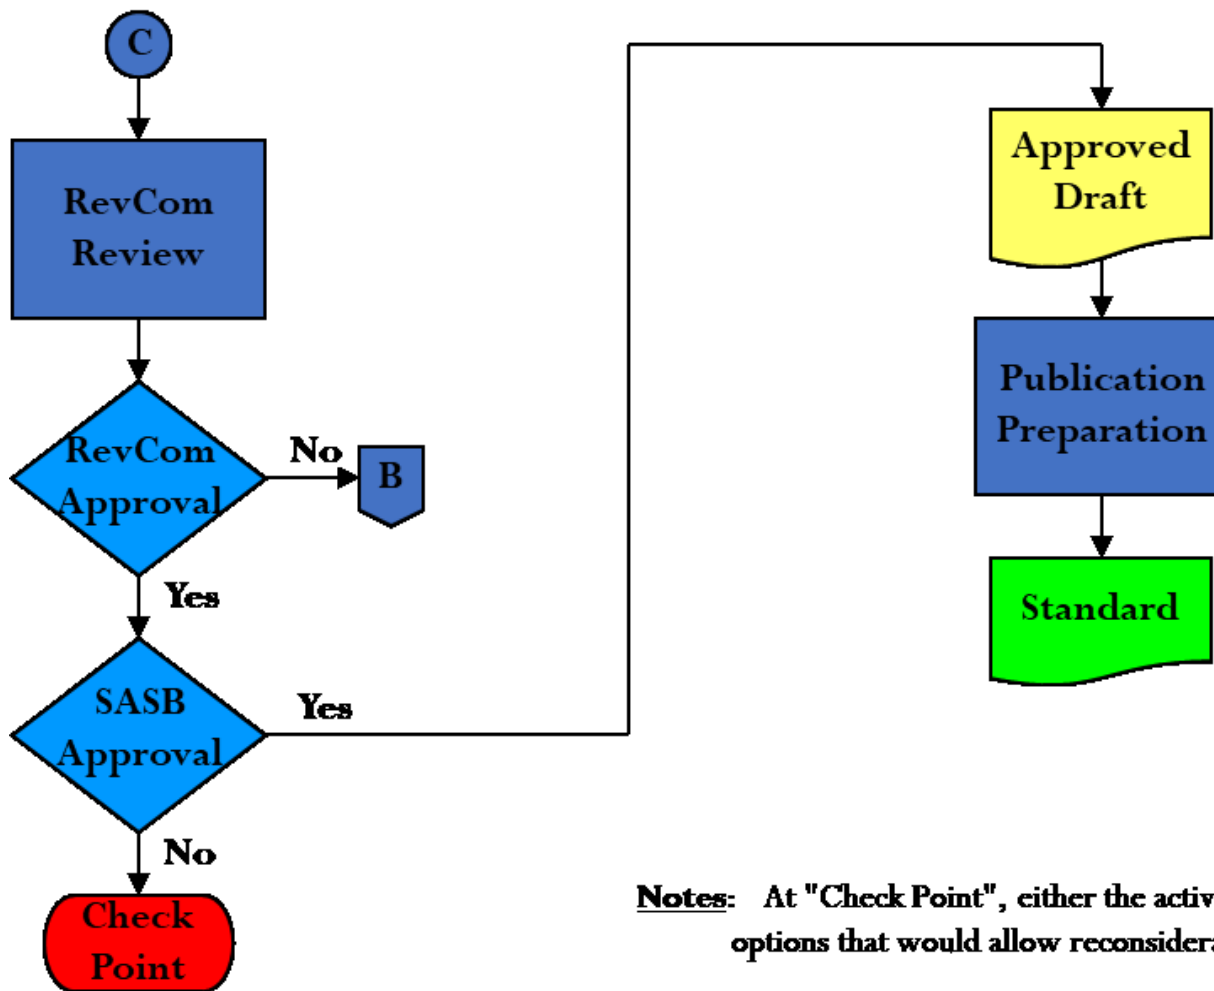 C
RevCom
Review
RevCom
Approval
No
B
Yes
SASB
Approval
Yes
No
Check
Point
Approved
Draft
Publication
Preparation
Standard
Notes: At "Check Point", either the activ
options that would allow reconsidera